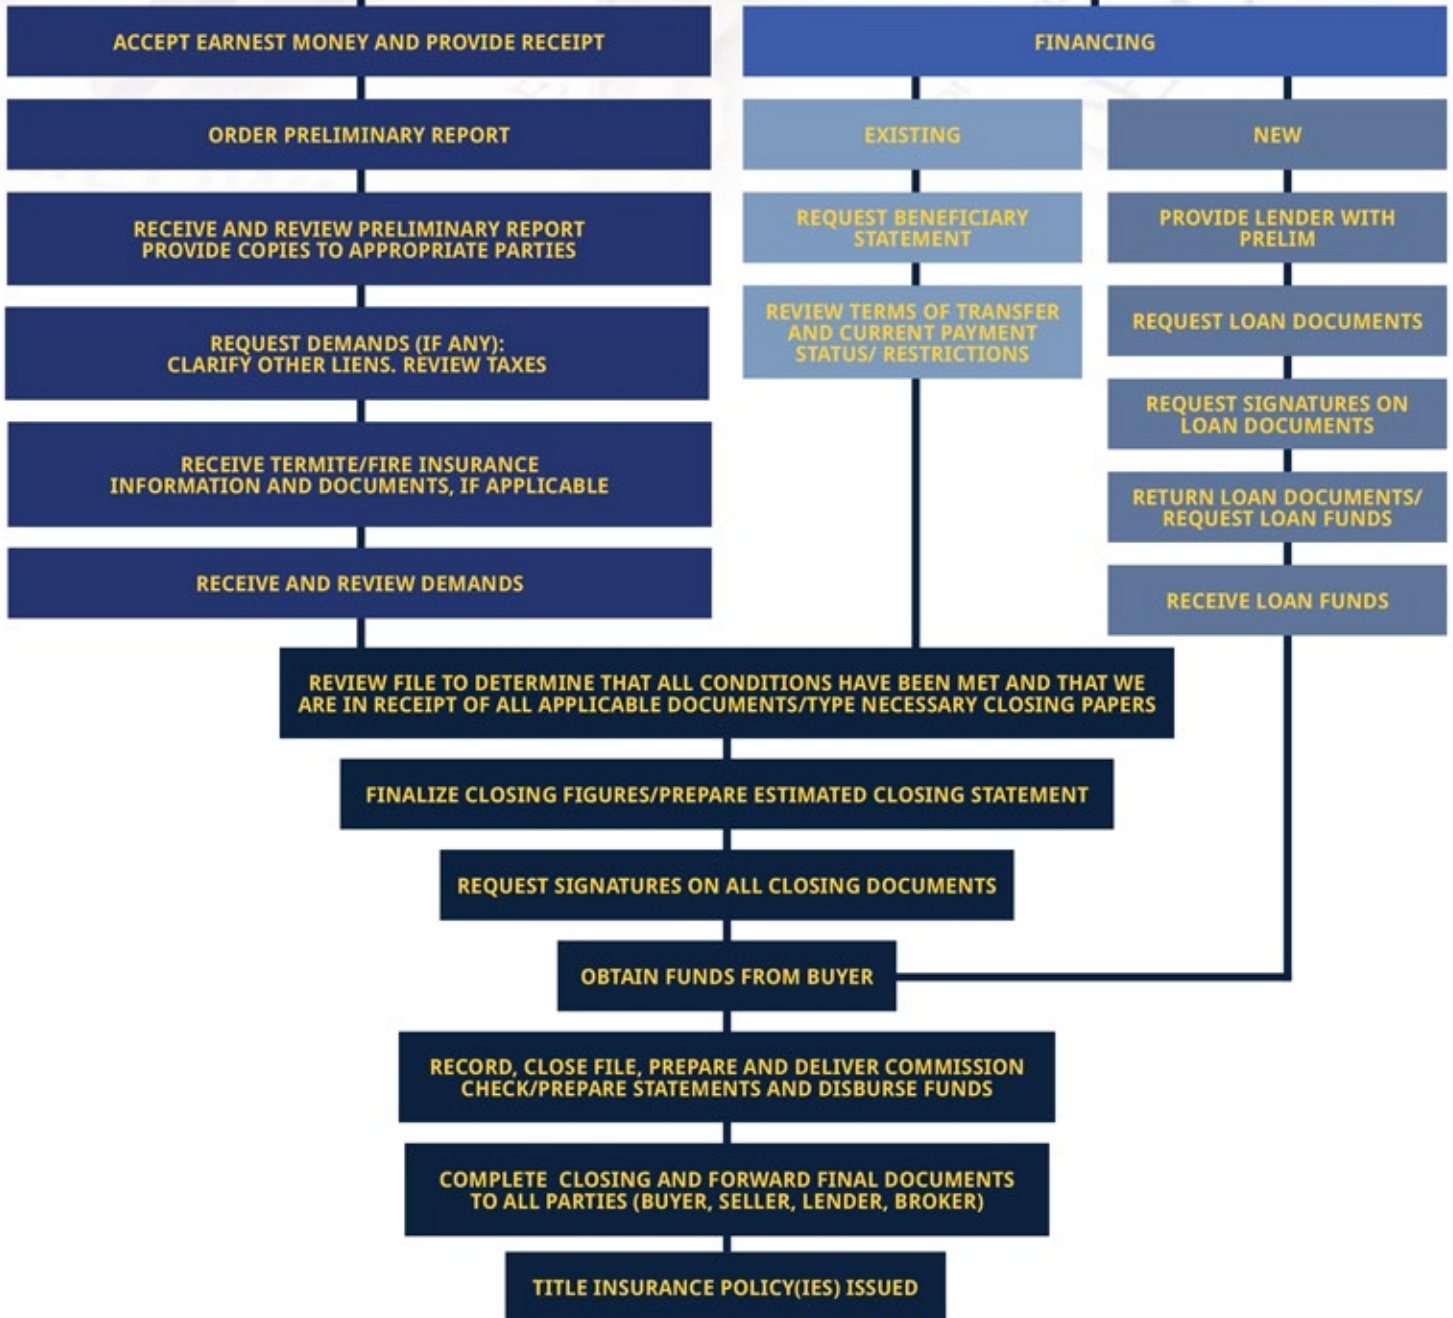 ACCEPT EARNEST MONEY AND PROVIDE RECEIPT
ORDER PRELIMINARY REPORT
RECEIVE AND REVIEW PRELIMINARY REPORT
PROVIDE COPIES TO APPROPRIATE PARTIES
REQUEST DEMANDS (IF ANY):
CLARIFY OTHER LIENS. REVIEW TAXES
RECEIVE TERMITE/FIRE INSURANCE
INFORMATION AND DOCUMENTS, IF APPLICABLE
RECEIVE AND REVIEW DEMANDS
FINANCING
EXISTING
REQUEST BENEFICIARY
STATEMENT
REVIEW TERMS OF TRANSFER
AND CURRENT PAYMENT
STATUS/ RESTRICTIONS
NEW
PROVIDE LENDER WITH
PRELIM
REQUEST LOAN DOCUMENTS
REQUEST SIGNATURES ON
LOAN DOCUMENTS
RETURN LOAN DOCUMENTS/
REQUEST LOAN FUNDS
RECEIVE LOAN FUNDS
REVIEW FILE TO DETERMINE THAT ALL CONDITIONS HAVE BEEN MET AND THAT WE
ARE IN RECEIPT OF ALL APPLICABLE DOCUMENTS/TYPE NECESSARY CLOSING PAPERS
FINALIZE CLOSING FIGURES/PREPARE ESTIMATED CLOSING STATEMENT
REQUEST SIGNATURES ON ALL CLOSING DOCUMENTS
OBTAIN FUNDS FROM BUYER
RECORD, CLOSE FILE, PREPARE AND DELIVER COMMISSION
CHECK/PREPARE STATEMENTS AND DISBURSE FUNDS
COMPLETE CLOSING AND FORWARD FINAL DOCUMENTS
TO ALL PARTIES (BUYER, SELLER, LENDER, BROKER)
TITLE INSURANCE POLICY(IES) ISSUED